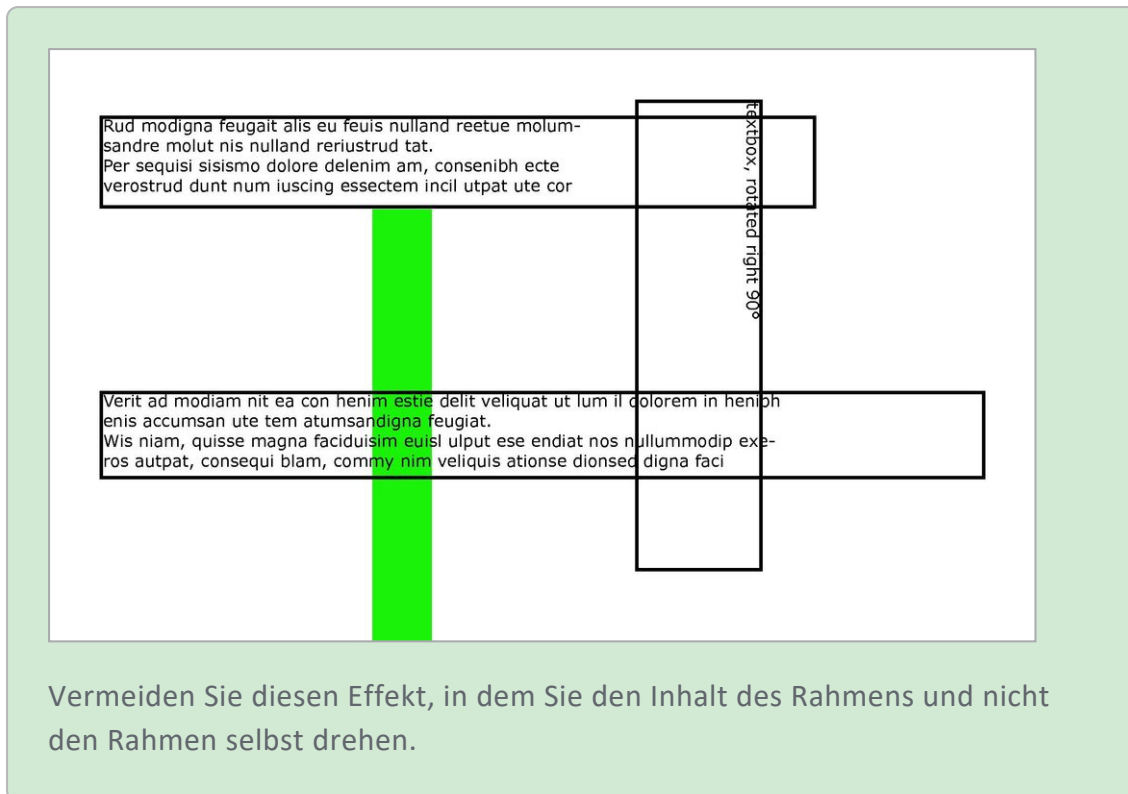 Rud modigna feugait alis eu feuis nulland reetue molum-
sandre molut nis nulland reriustrud tat.
Per sequisi sisismo dolore delenim am, consenibh ecte
verostrud dunt num iuscing essectem incil utpat ute cor
textbox, rotated right 90°
Verit ad modiam nit ea con henim estie delit veliquat ut lum il dolorem in henibh
enis accumsan ute tem atumsandigna feugiat.
Wis niam, quisse magna faciduisim euisl ulput ese endiat nos nullummodip exe-
ros autpat, consequi blam, commy nim veliquis ationse dionsed digna faci
Vermeiden Sie diesen Effekt, in dem Sie den Inhalt des Rahmens und nicht
den Rahmen selbst drehen.